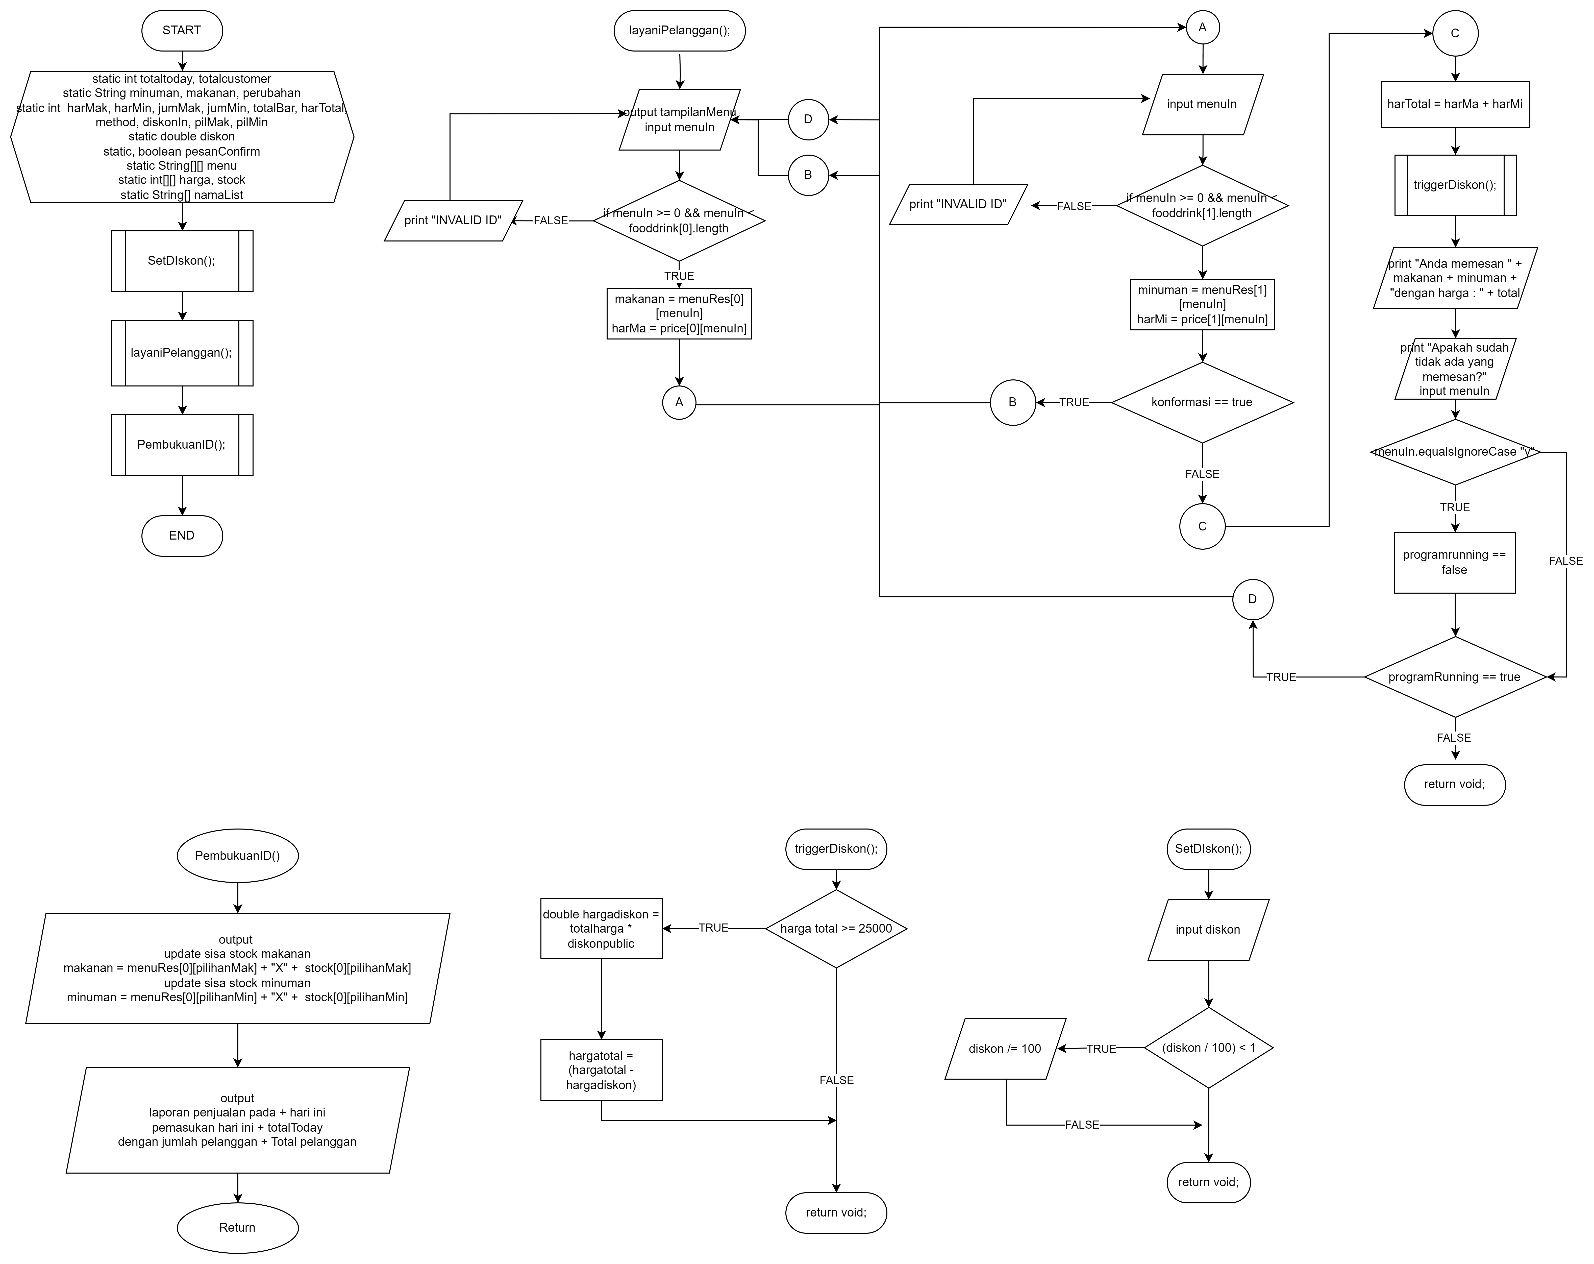 START
static int totaltoday, totalcustomer
static String minuman, makanan, perubahan
static int  harMak, harMin, jumMak, jumMin, totalBar, harTotal,
method, diskonIn, pilMak, pilMin
static double diskon
static, boolean pesanConfirm
static String[][] menu
static int[][] harga, stock
static String[] namaList
SetDIskon();
layaniPelanggan();
PembukuanID();
END
layaniPelanggan();
output tampilanMenu
input menuIn
D
B
print "INVALID ID"
FALSE
if menuIn >= 0 && menuIn <
fooddrink[0].length
TRUE
makanan = menuRes[0]
[menuIn]
harMa = price[0][menuIn]
A
A
input menuIn
print "INVALID ID"
FALSE
if menuIn >= 0 && menuIn <
fooddrink[1].length
minuman = menuRes[1]
[menuIn]
harMi = price[1][menuIn]
B
TRUE
konformasi == true
FALSE
C
C
harTotal = harMa + harMi
triggerDiskon();
print "Anda memesan " +
makanan + minuman +
"dengan harga : " + total
print "Apakah sudah
tidak ada yang
memesan?"
input menuIn
menuIn.equalsIgnoreCase "y"
TRUE
FALSE
programrunning ==
false
D
TRUE
programRunning == true
FALSE
return void;
PembukuanID()
output
update sisa stock makanan
makanan = menuRes[0][pilihanMak] + "X" +  stock[0][pilihanMak]
update sisa stock minuman
minuman = menuRes[0][pilihanMin] + "X" +  stock[0][pilihanMin]
output
laporan penjualan pada + hari ini
pemasukan hari ini + totalToday
dengan jumlah pelanggan + Total pelanggan
Return
triggerDiskon();
double hargadiskon =
totalharga *
diskonpublic
TRUE
harga total >= 25000
hargatotal =
(hargatotal -
hargadiskon)
FALSE
return void;
SetDIskon();
input diskon
diskon /= 100
TRUE
(diskon / 100) < 1
FALSE
return void;